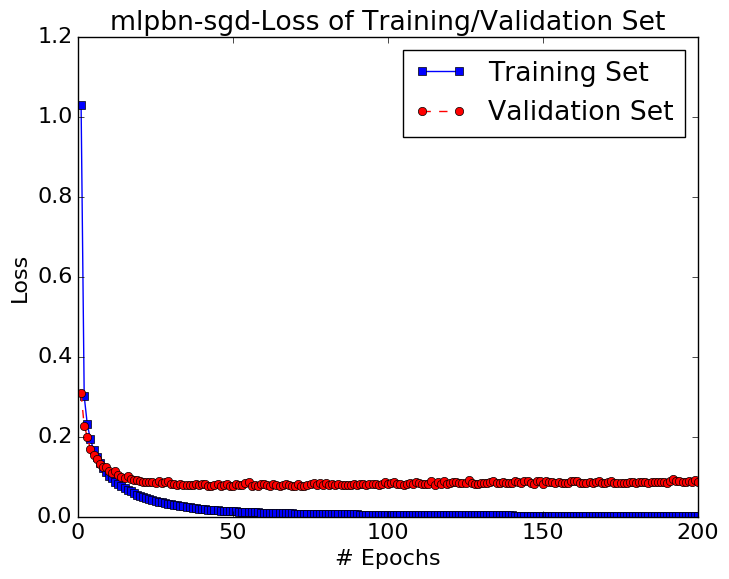 mlpbn-sgd-Loss of Training/Validation Set
1.2
1.0
0.8
0.6
0.4
0.2
0.0
Loss
Training Set
Validation Set
0 50 100 150 200
# Epochs